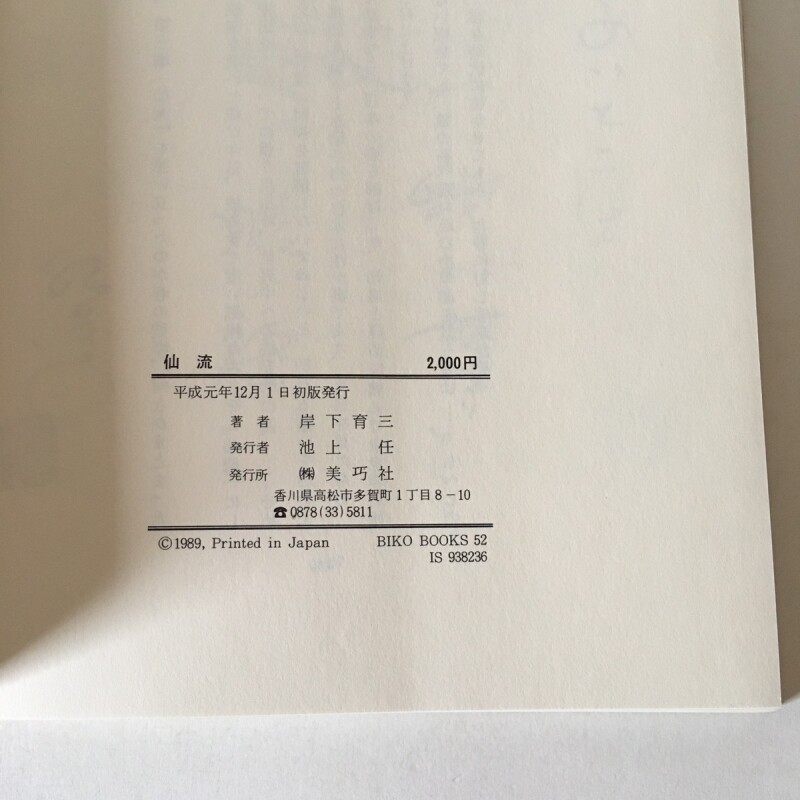 仙流 2,000円
平成元年12月1日初版発行
著者 岸下育三
発行者 池上任
発行所 ㈱美巧社
香川県高松市多賀町1丁目8-10
☎0878(33)5811
©1989, Printed in Japan BIKO BOOKS 52
IS 938236